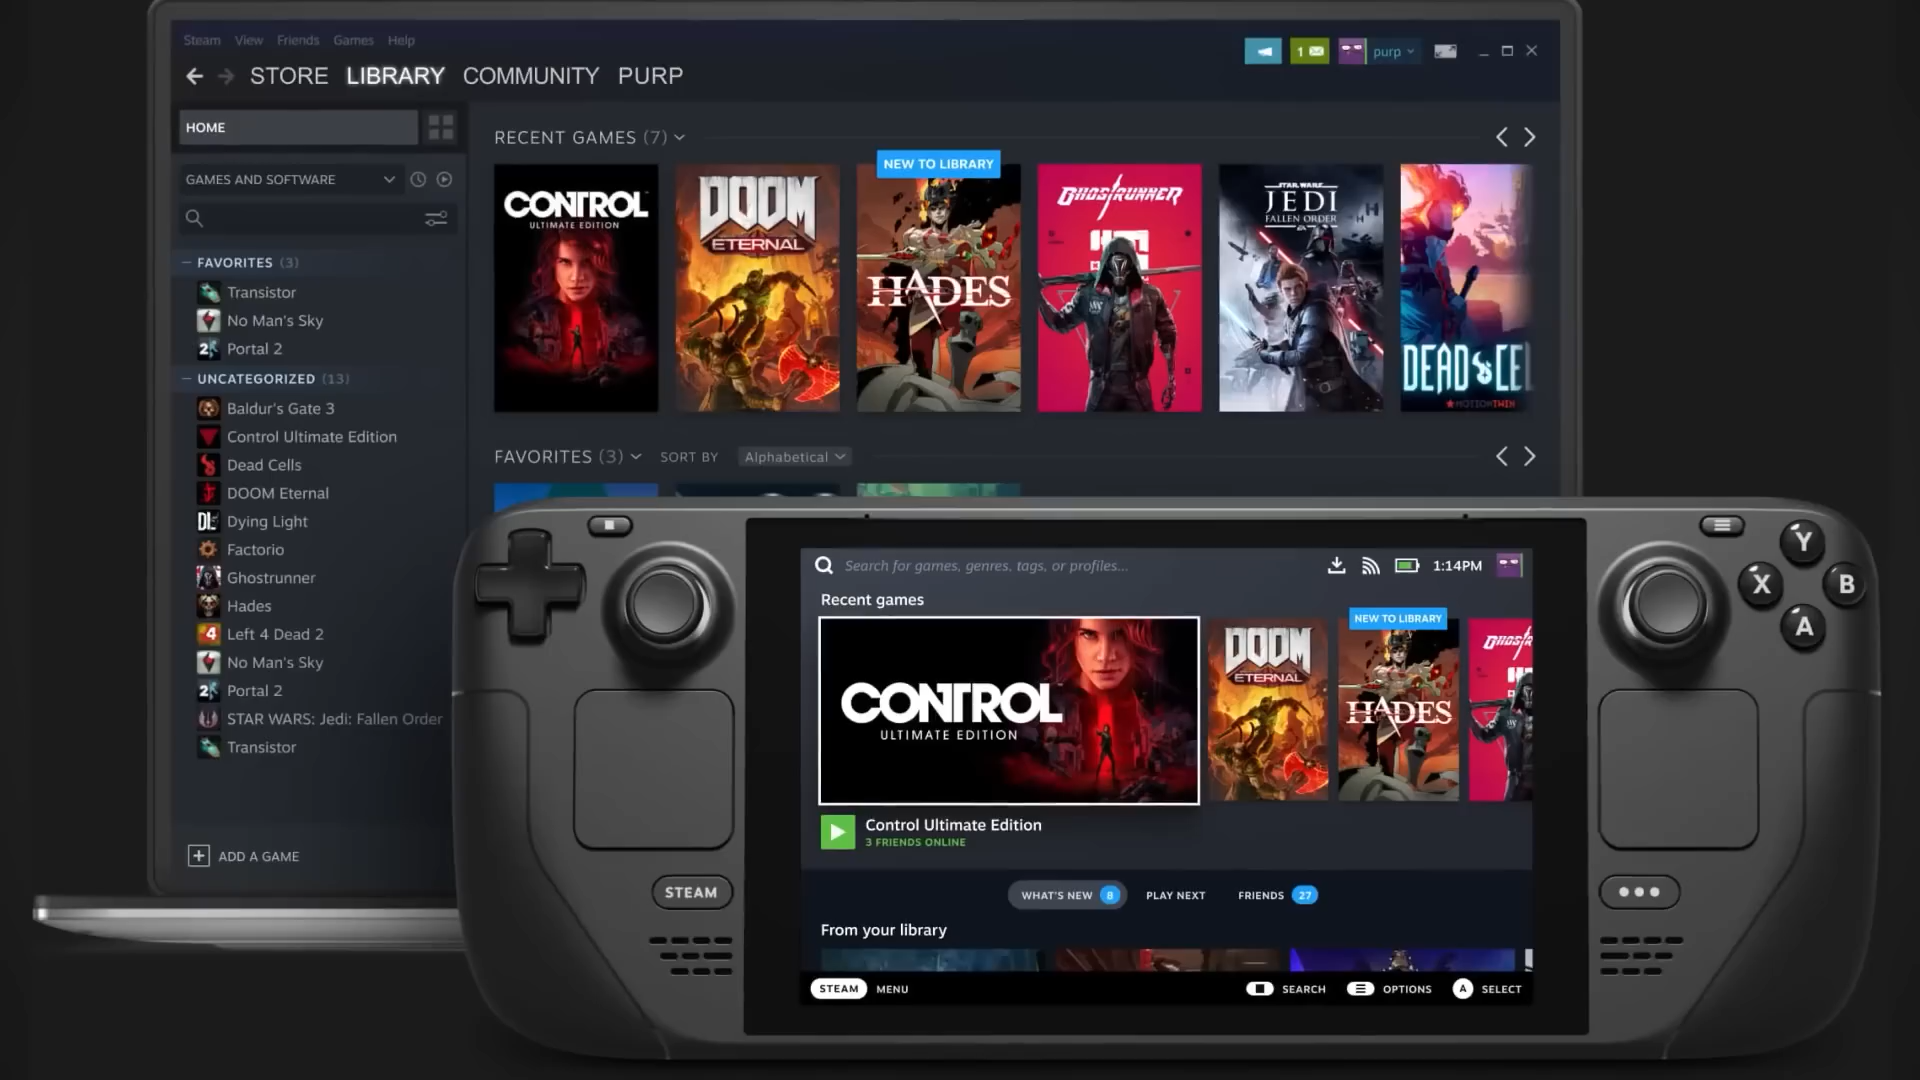 Steam View Friends Games Help
1 purp
STORE LIBRARY COMMUNITY PURP
HOME
GAMES AND SOFTWARE
FAVORITES (3)
Transistor
No Man's Sky
2 Portal 2
UNCATEGORIZED (13)
Baldur's Gate 3
Control Ultimate Edition
Dead Cells
DOOM Eternal
DL Dying Light
Factorio
Ghostrunner
Hades
4 Left 4 Dead 2
No Man's Sky
2 Portal 2
STAR WARS: Jedi: Fallen Order
Transistor
+ ADD A GAME
RECENT GAMES (7)
CONTROL
ULTIMATE EDITION
DOOM
ETERNAL
NEW TO LIBRARY
HADES
GHOSTRUNNER
STAR WARS
JEDI
FALLEN ORDER
DEAD CEL
MOTIONTWIN
FAVORITES (3) SORT BY Alphabetical
Search for games, genres, tags, or profiles...
1:14PM
Recent games
CONTROL
ULTIMATE EDITION
DOOM
ETERNAL
NEW TO LIBRARY
HADES
GHOSTR
Control Ultimate Edition
3 FRIENDS ONLINE
WHAT'S NEW 8 PLAY NEXT FRIENDS 27
From your library
STEAM MENU SEARCH OPTIONS A SELECT
STEAM
Y
X
B
A